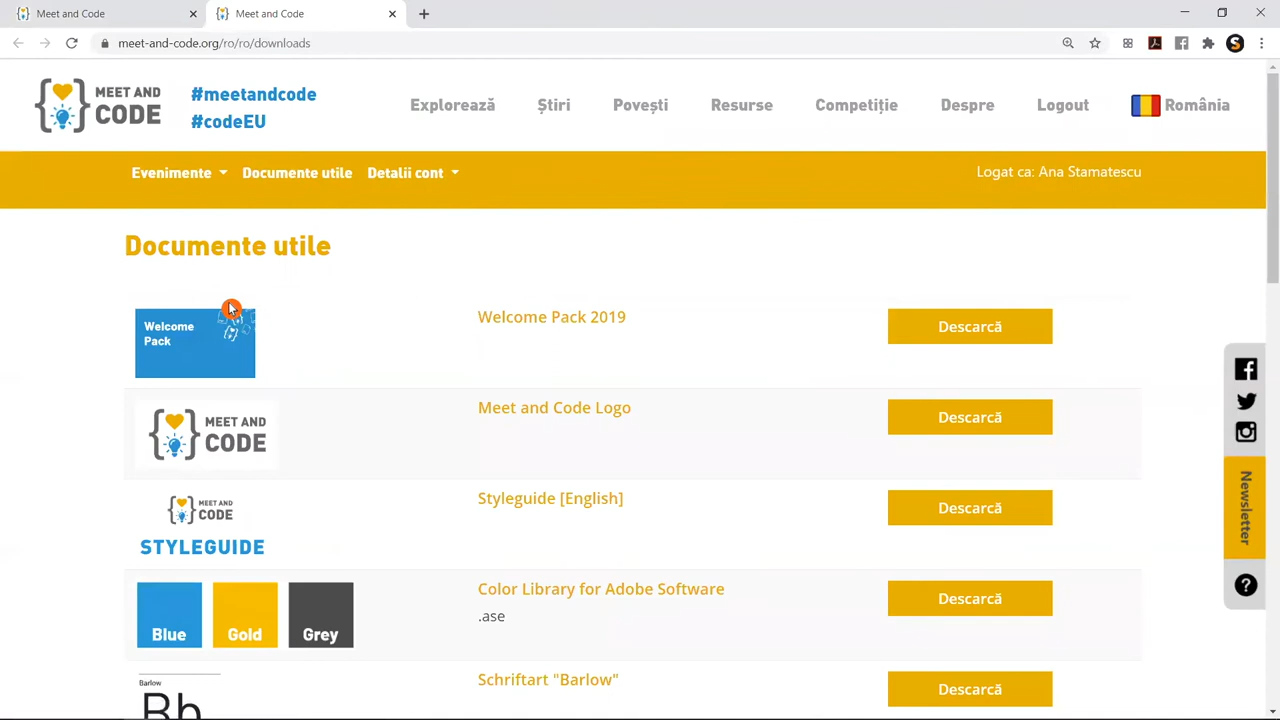 Meet and Code
Meet and Code
meet-and-code.org/ro/ro/downloads
S
MEET AND
CODE
#meetandcode
#codeEU
Explorează
Știri
Povești
Resurse
Competiție
Despre
Logout
România
Evenimente
Documente utile
Detalii cont
Logat ca: Ana Stamatescu
Documente utile
Welcome
Pack
Welcome Pack 2019
Descarcă
MEET AND
CODE
Meet and Code Logo
Descarcă
MEET AND
CODE
STYLEGUIDE
Styleguide [English]
Descarcă
Blue
Gold
Grey
Color Library for Adobe Software
.ase
Descarcă
Barlow
Bb
Schriftart "Barlow"
Descarcă
Newsletter
?